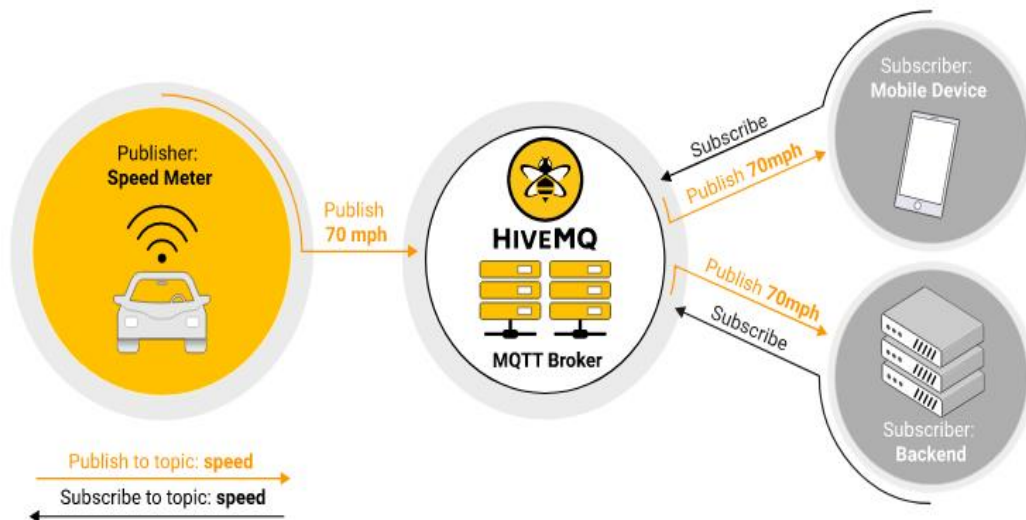 Publisher:
Speed Meter
Publish
70 mph
HIVEMQ
MQTT Broker
Subscribe
Publish 70mph
Subscriber:
Mobile Device
Publish 70mph
Subscribe
Subscriber:
Backend
Publish to topic: speed
Subscribe to topic: speed